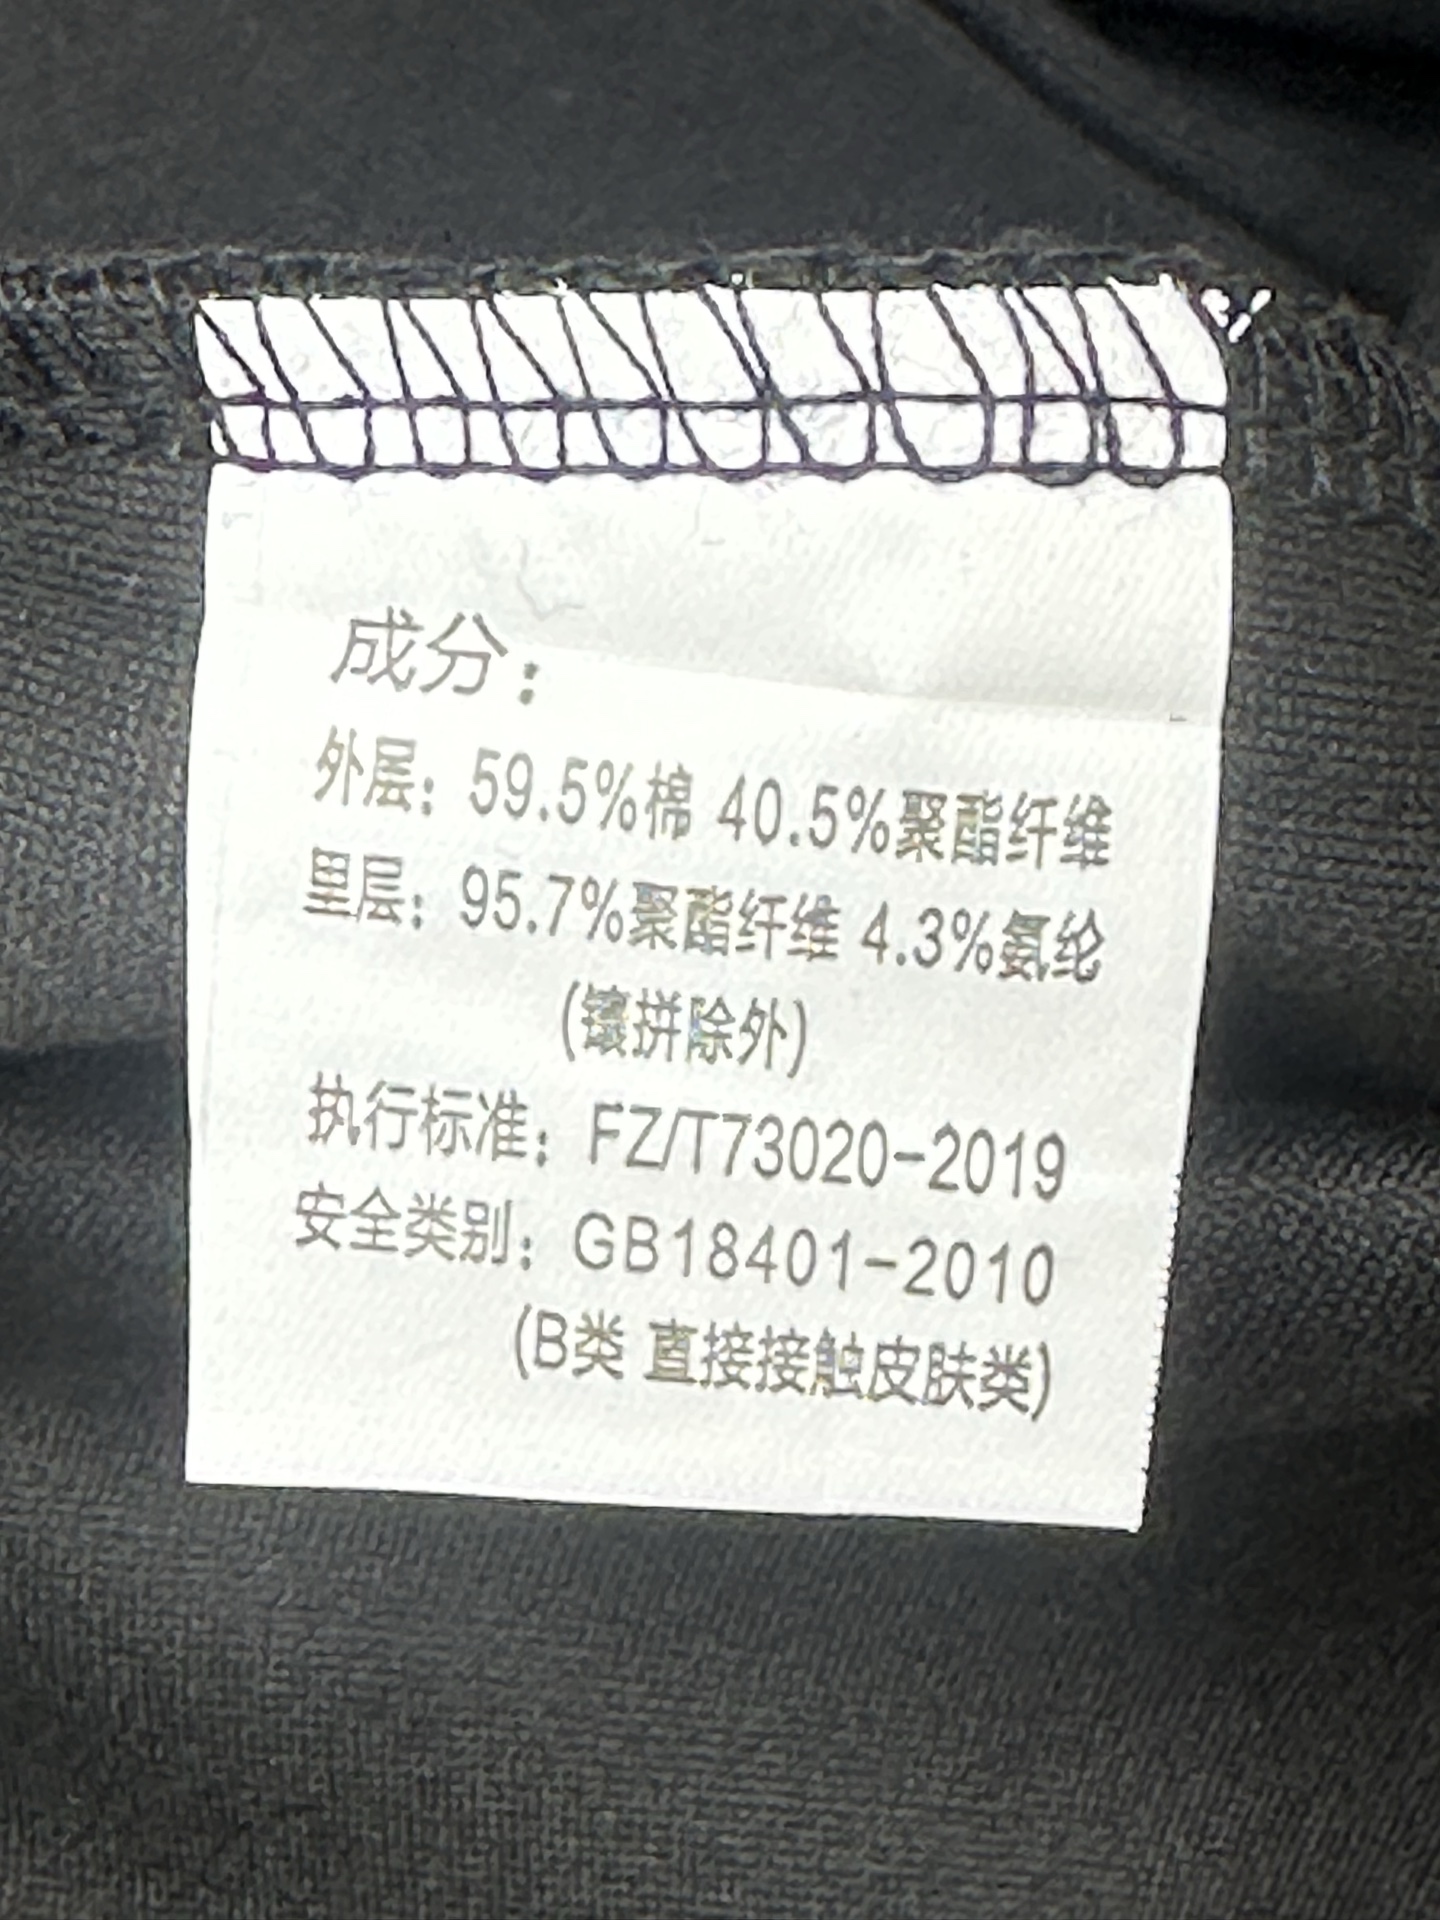 成分：
外层：59.5%棉 40.5%聚酯纤维
里层：95.7%聚酯纤维 4.3%氨纶
(镶拼除外)
执行标准：FZ/T73020-2019
安全类别：GB18401-2010
(B类 直接接触皮肤类)